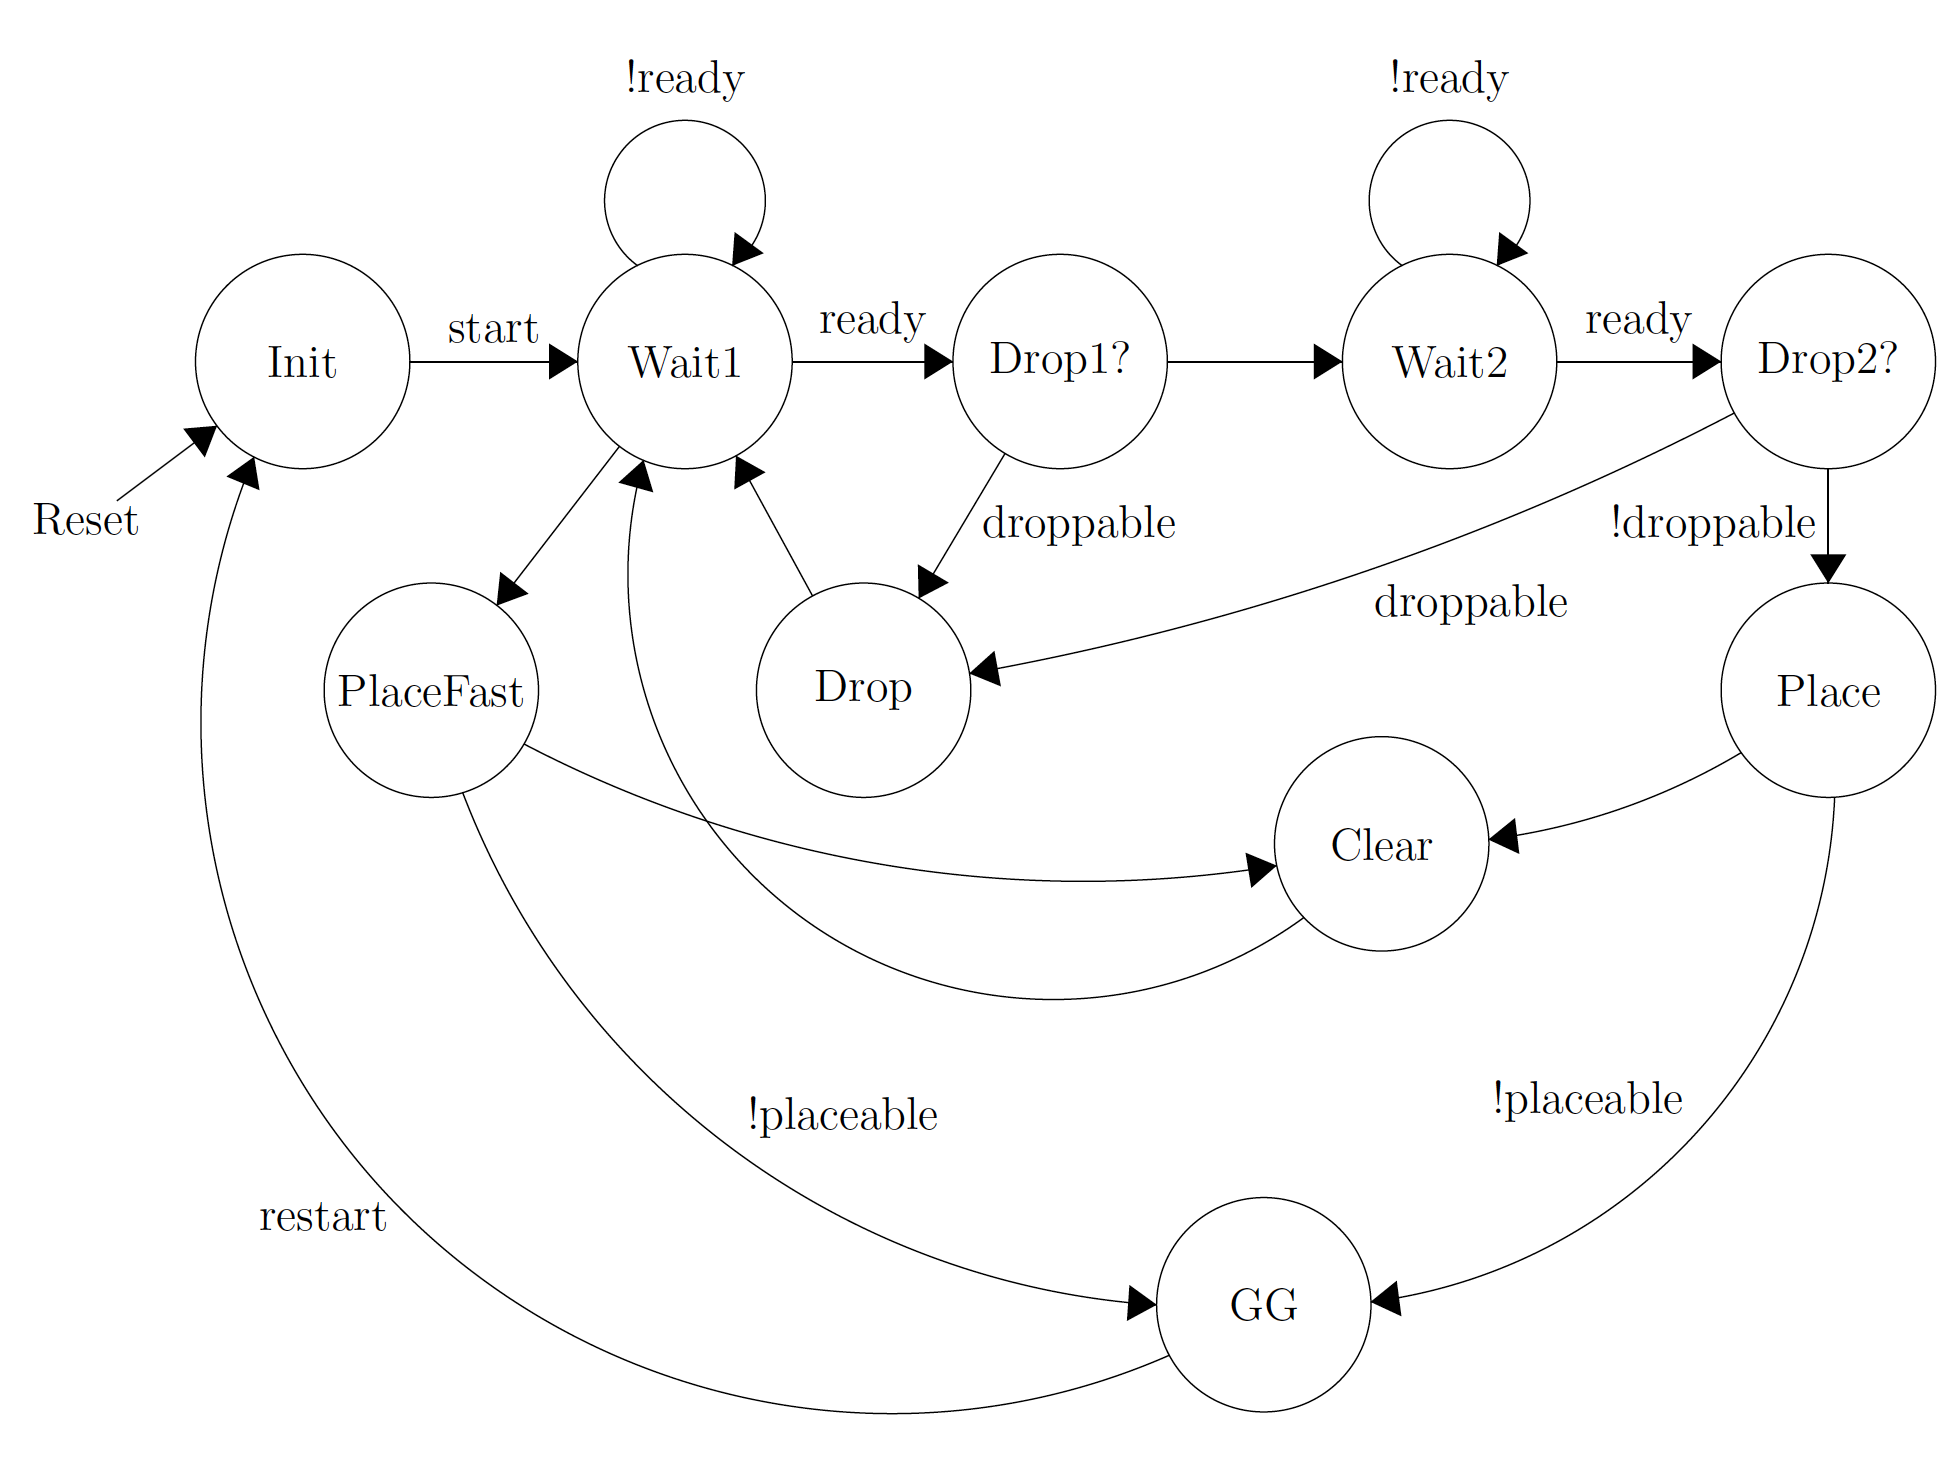 !ready
!ready
start
ready
ready
Init
Wait1
Drop1?
Wait2
Drop2?
Reset
droppable
!droppable
droppable
PlaceFast
Drop
Place
Clear
!placeable
!placeable
restart
GG